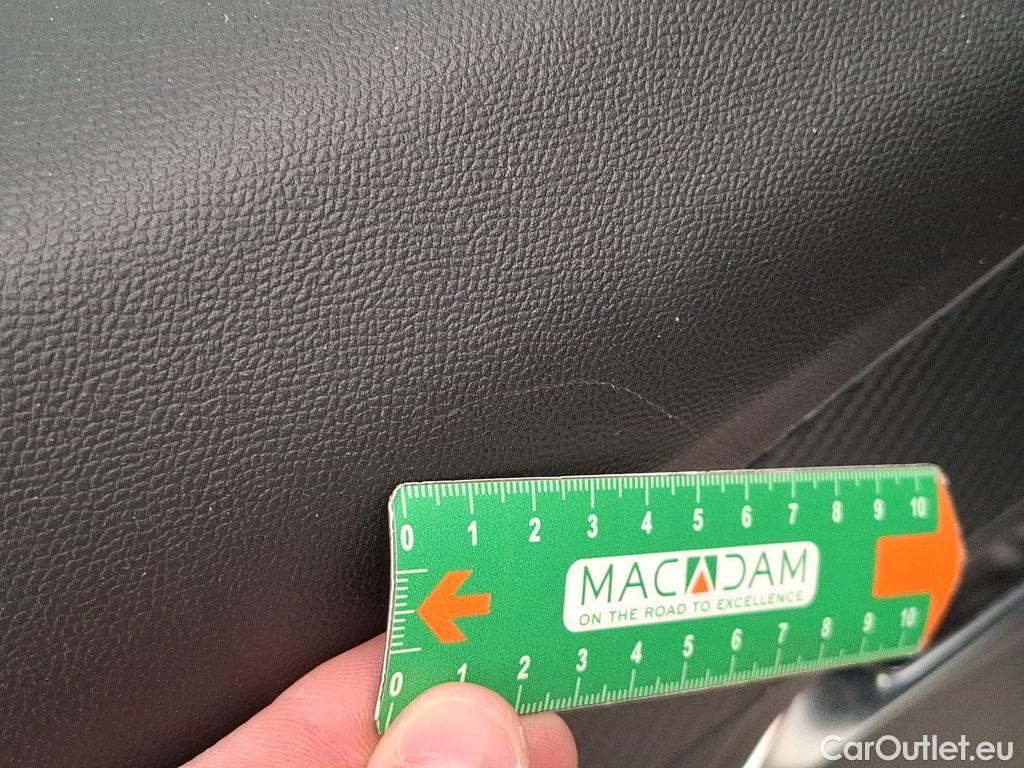 0 1 2 3 4 5 6 7 8 9 10
MACADAM
ON THE ROAD TO EXCELLENCE
0 1 2 3 4 5 6 7 8 9 10
CarOutlet.eu